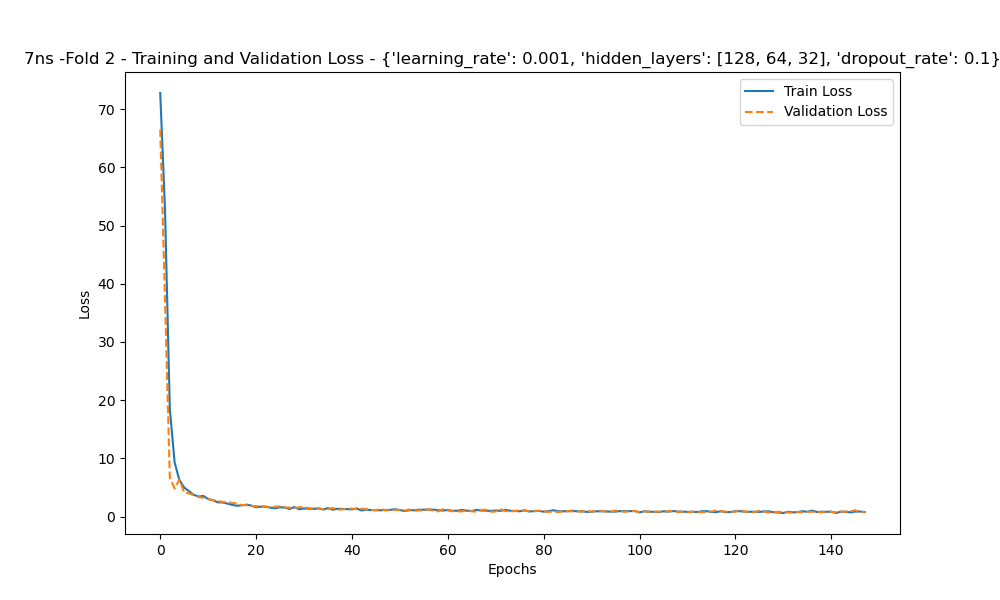 7ns -Fold 2 - Training and Validation Loss - {'learning_rate': 0.001, 'hidden_layers': [128, 64, 32], 'dropout_rate': 0.1}
Train Loss
Validation Loss
70
60
50
40
30
20
10
0
Loss
0 20 40 60 80 100 120 140
Epochs